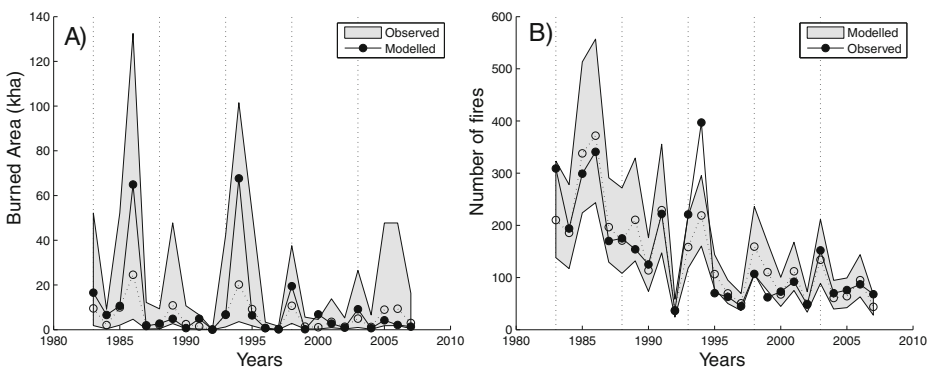 A)
Observed
Modelled
Burned Area (kha)
140
120
100
80
60
40
20
0
1980
1985
1990
1995
2000
2005
2010
Years
B)
Modelled
Observed
Number of fires
600
500
400
300
200
100
0
1980
1985
1990
1995
2000
2005
2010
Years